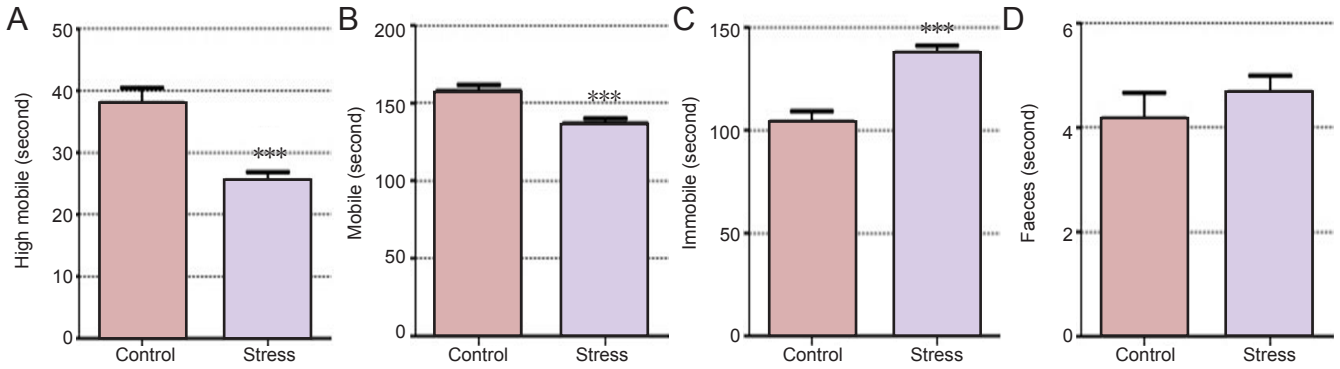 A
High mobile (second)
50
40
30
20
10
0
***
Control Stress
B
Mobile (second)
200
150
100
50
0
***
Control Stress
C
Immobile (second)
150
100
50
0
***
Control Stress
D
Faeces (second)
6
4
2
0
Control Stress